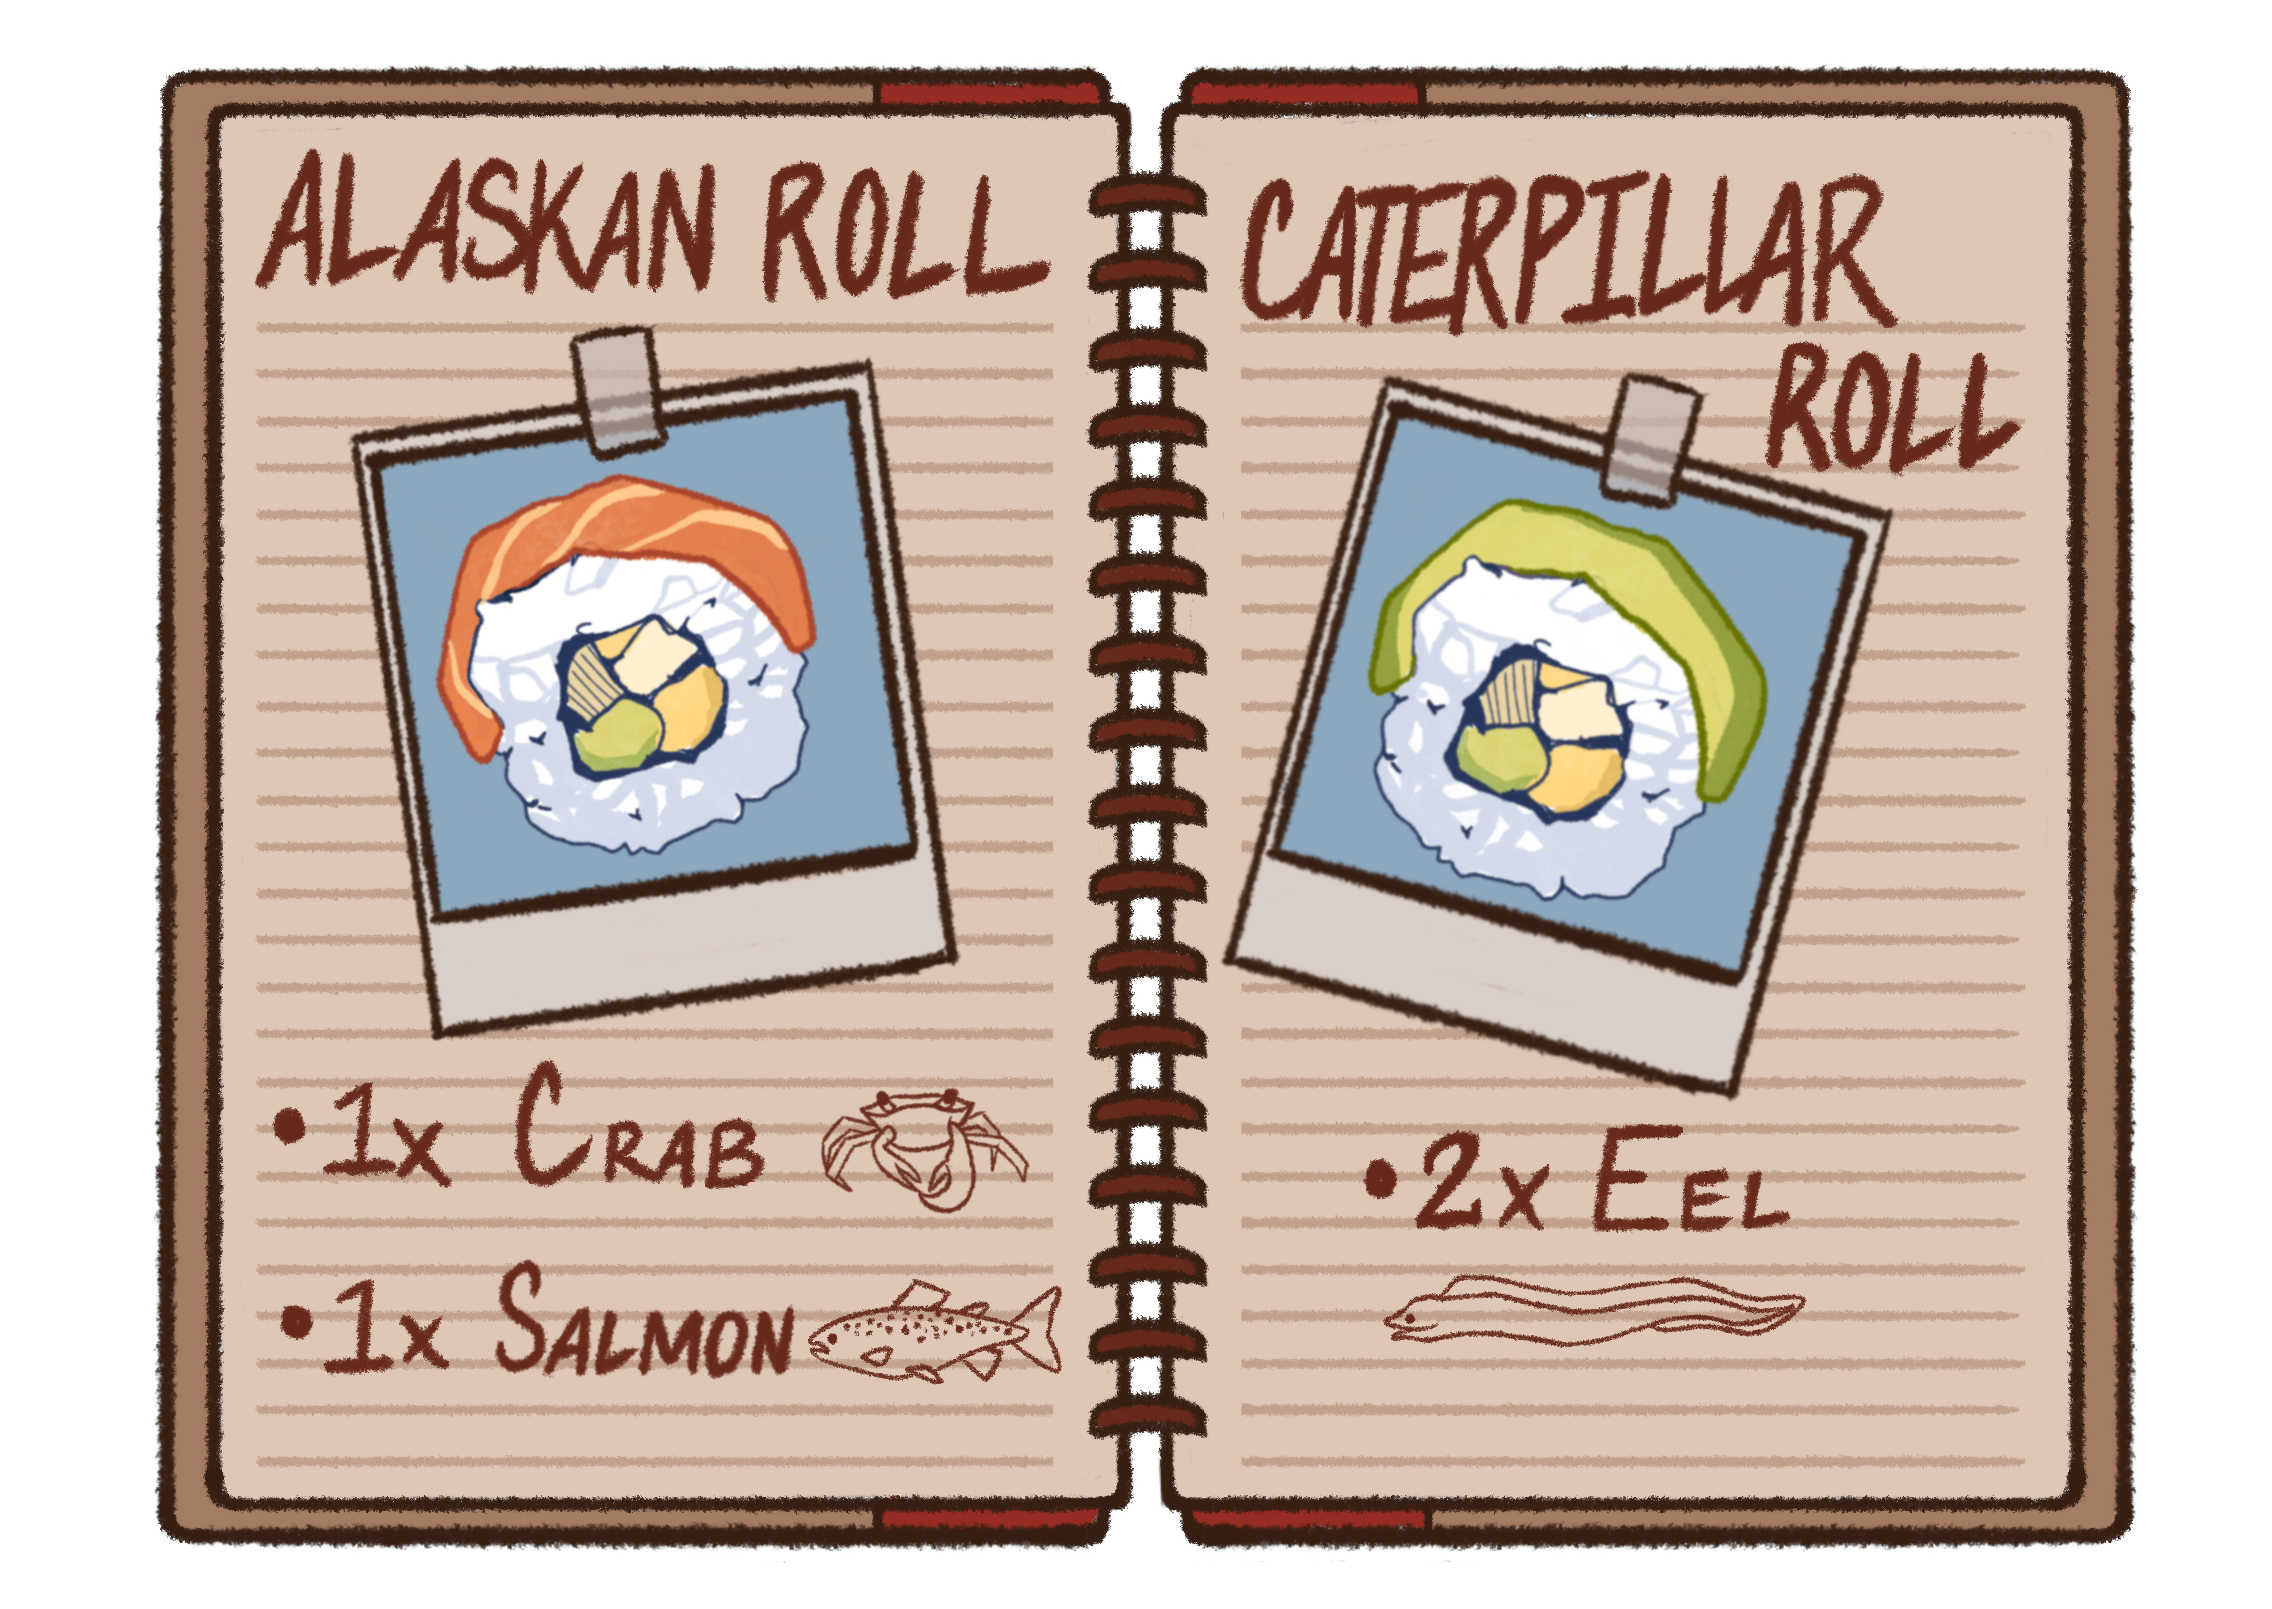 ALASKAN ROLL
• 1x CRAB
• 1x SALMON
CATERPILLAR
ROLL
• 2x EEL